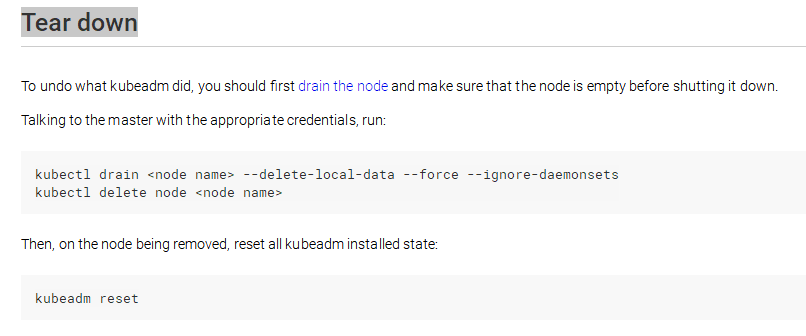 Tear down
To undo what kubeadm did, you should first drain the node and make sure that the node is empty before shutting it down.
Talking to the master with the appropriate credentials, run:
kubectl drain <node name> --delete-local-data --force --ignore-daemonsets
kubectl delete node <node name>
Then, on the node being removed, reset all kubeadm installed state:
kubeadm reset